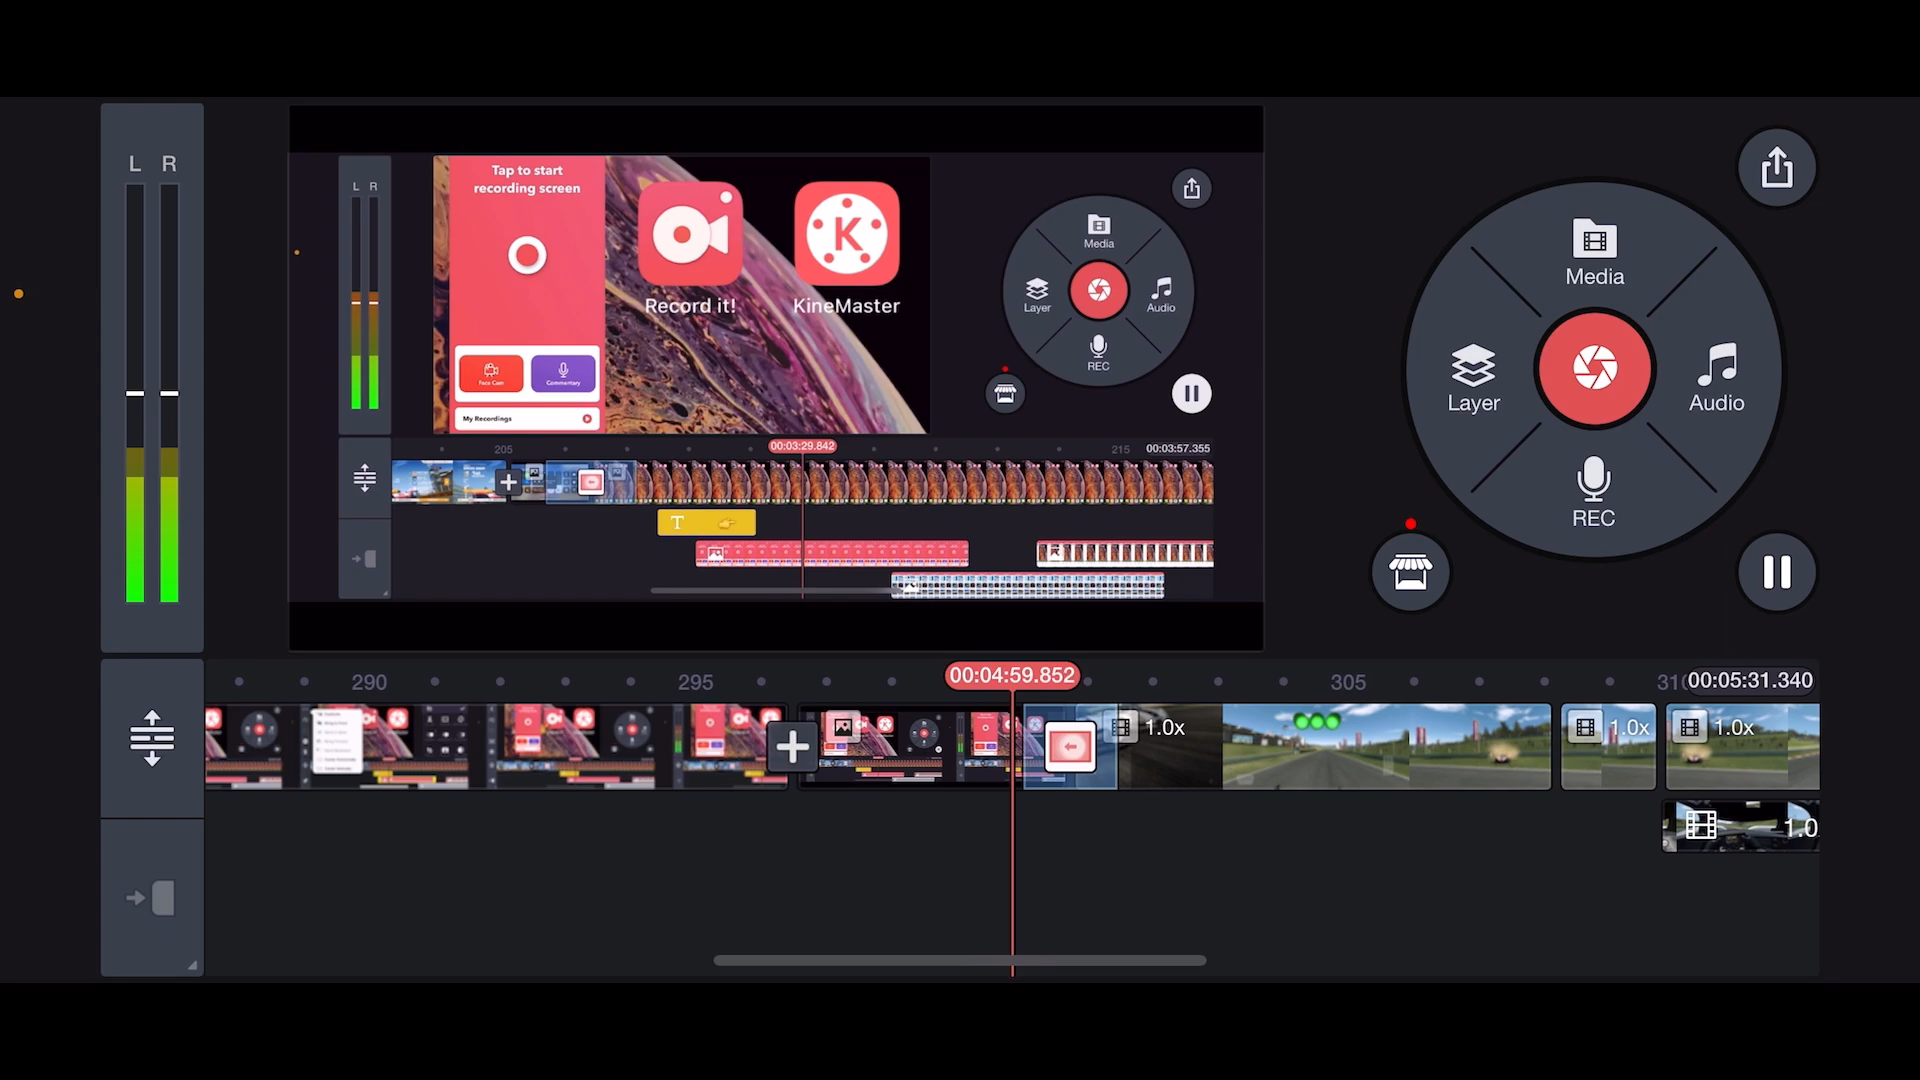 L R
Tap to start
recording screen
Record it!
KineMaster
K
Face Cam
Commentary
My Recordings
L R
Media
Layer
Audio
REC
205
00:03:29.842
215
00:03:57.355
T
Media
Layer
Audio
REC
290
295
00:04:59.852
305
310
00:05:31.340
1.0x
1.0x
1.0x
1.0